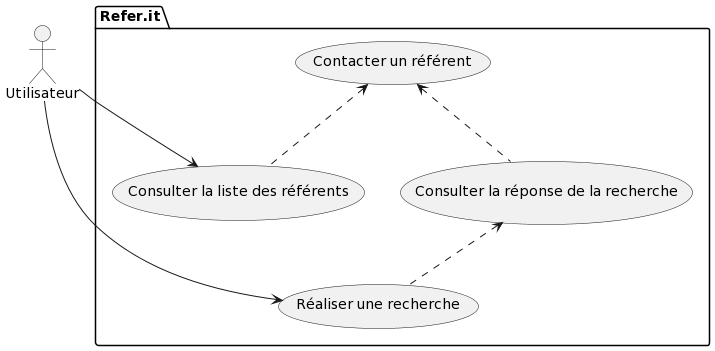 Refer.it
Contacter un référent
Utilisateur
Consulter la liste des référents
Consulter la réponse de la recherche
Réaliser une recherche